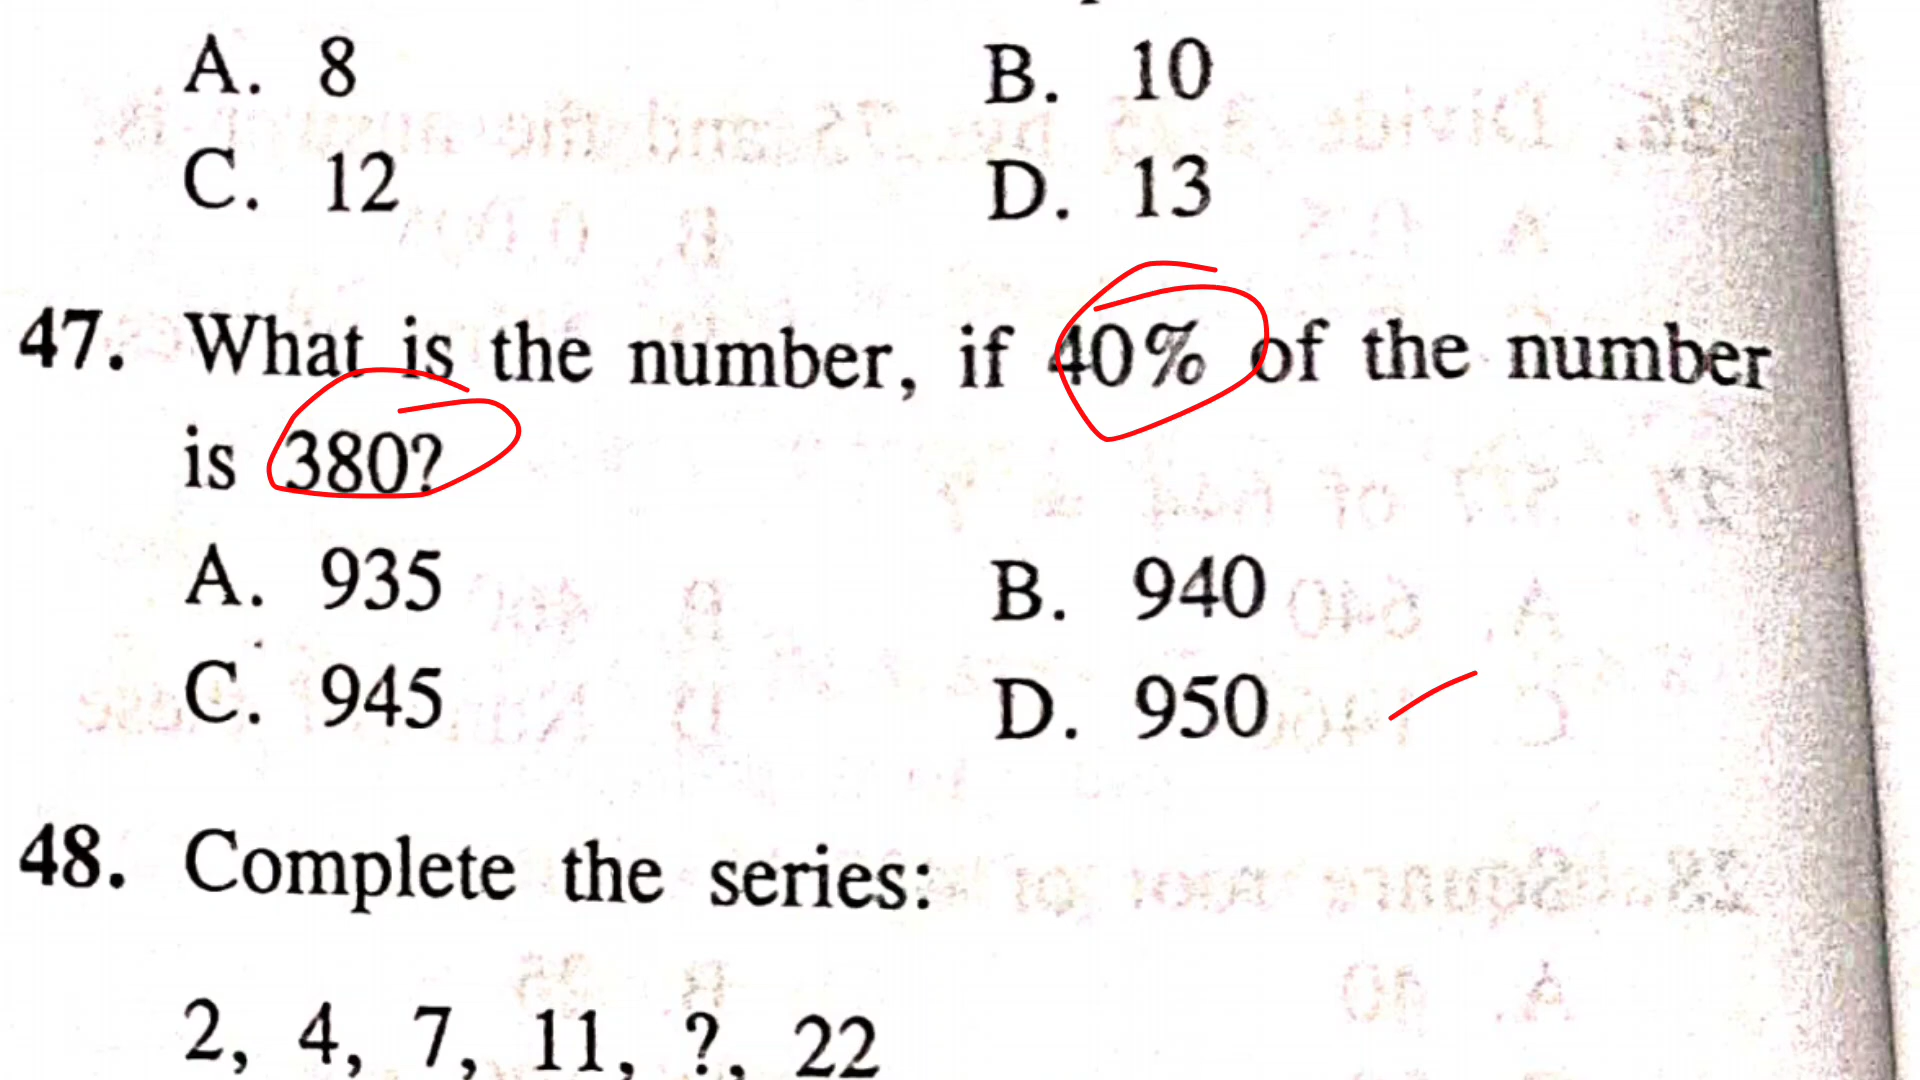 A. 8 B. 10
C. 12 D. 13
47. What is the number, if 40% of the number
is 380?
A. 935 B. 940
C. 945 D. 950
48. Complete the series:
2, 4, 7, 11, ?, 22